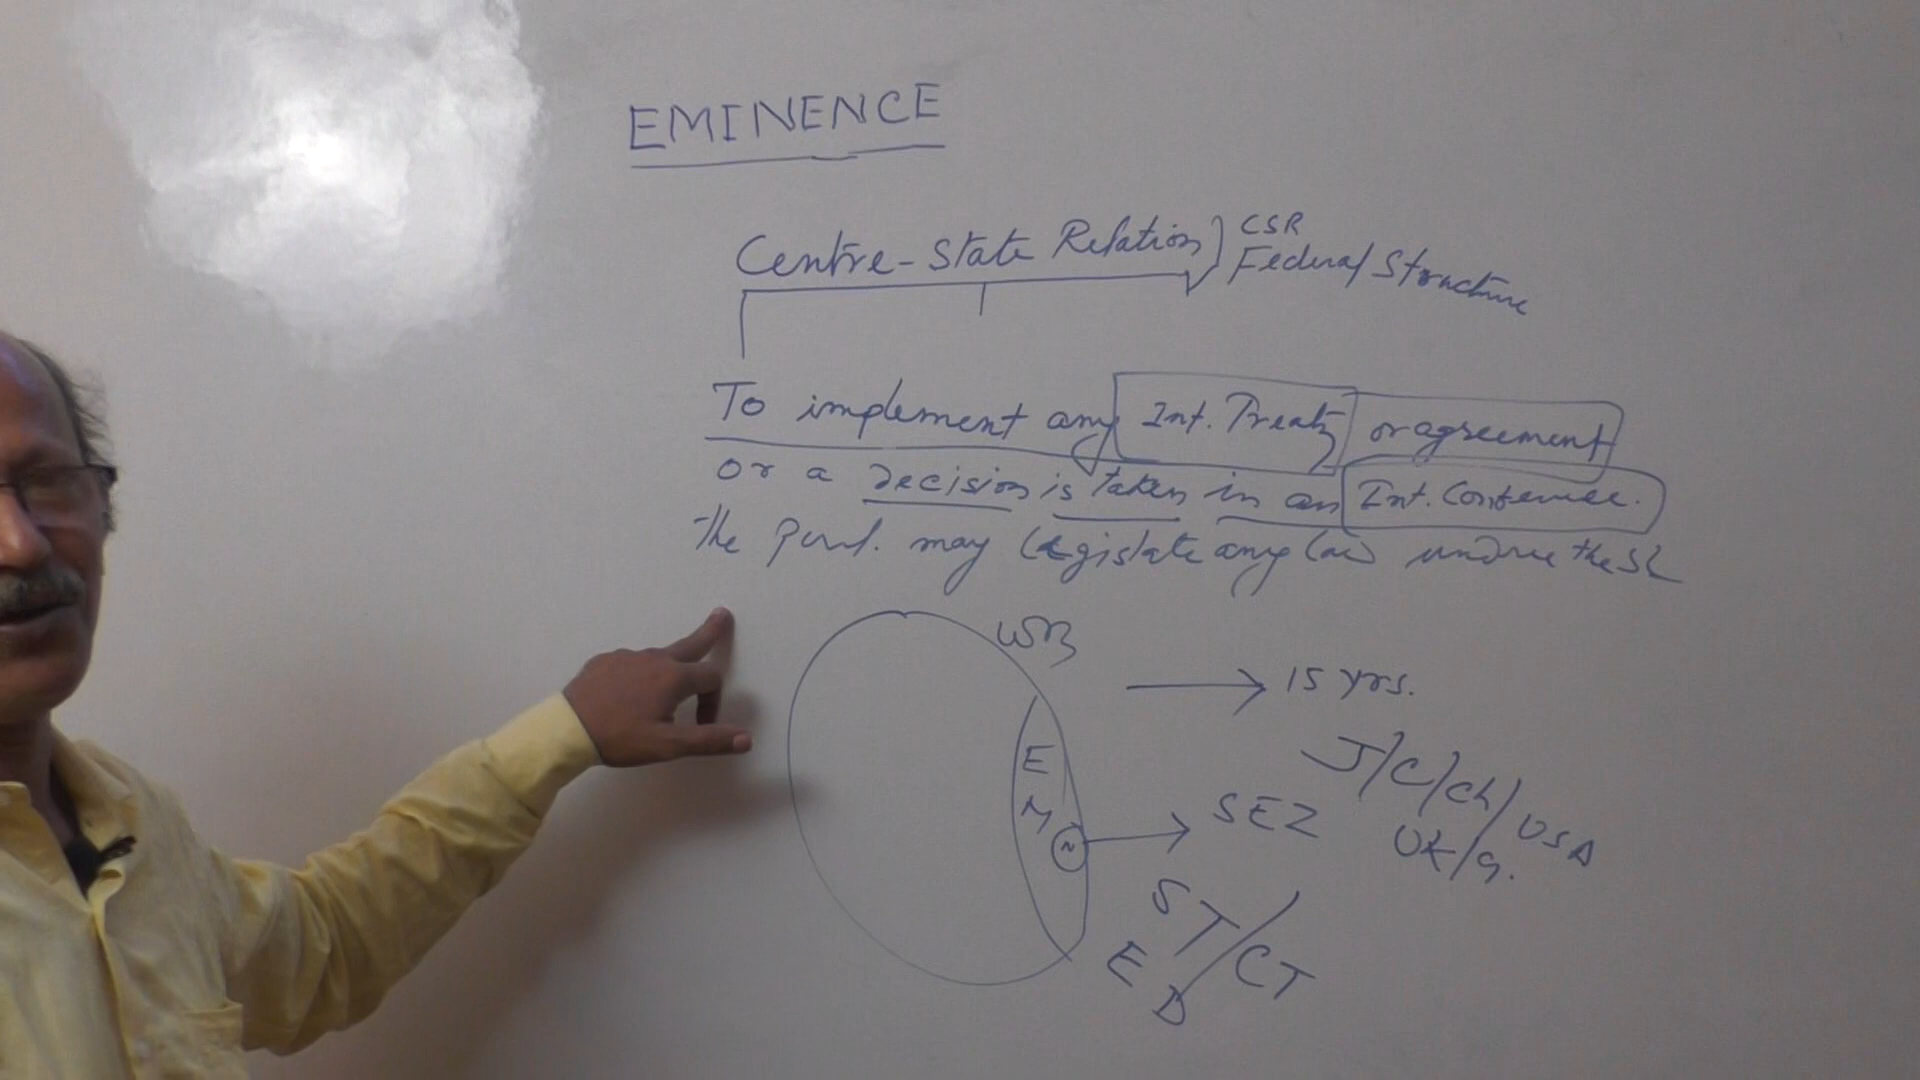 EMINENCE
Centre-State Relation) CSR
Federal Structure
To implement any Int. Treaty or agreement
or a decision is taken in an Int. Conference.
The Parl. may legislate any law under the SL
WB
→ 15 yrs.
E
M
N → SEZ
J/C/Ch/USA
UK/G.
ST/CT
ED